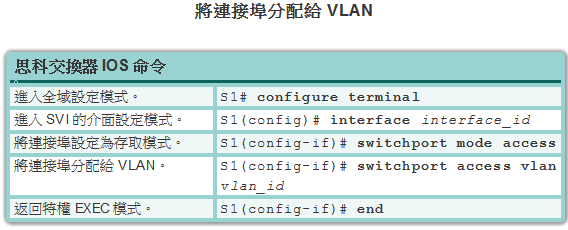 將連接埠分配給 VLAN
思科交換器 IOS 命令
進入全域設定模式。 S1# configure terminal
進入 SVI 的介面設定模式。 S1(config)# interface interface_id
將連接埠設定為存取模式。 S1(config-if)# switchport mode access
將連接埠分配給 VLAN。 S1(config-if)# switchport access vlan
vlan_id
返回特權 EXEC 模式。 S1(config-if)# end